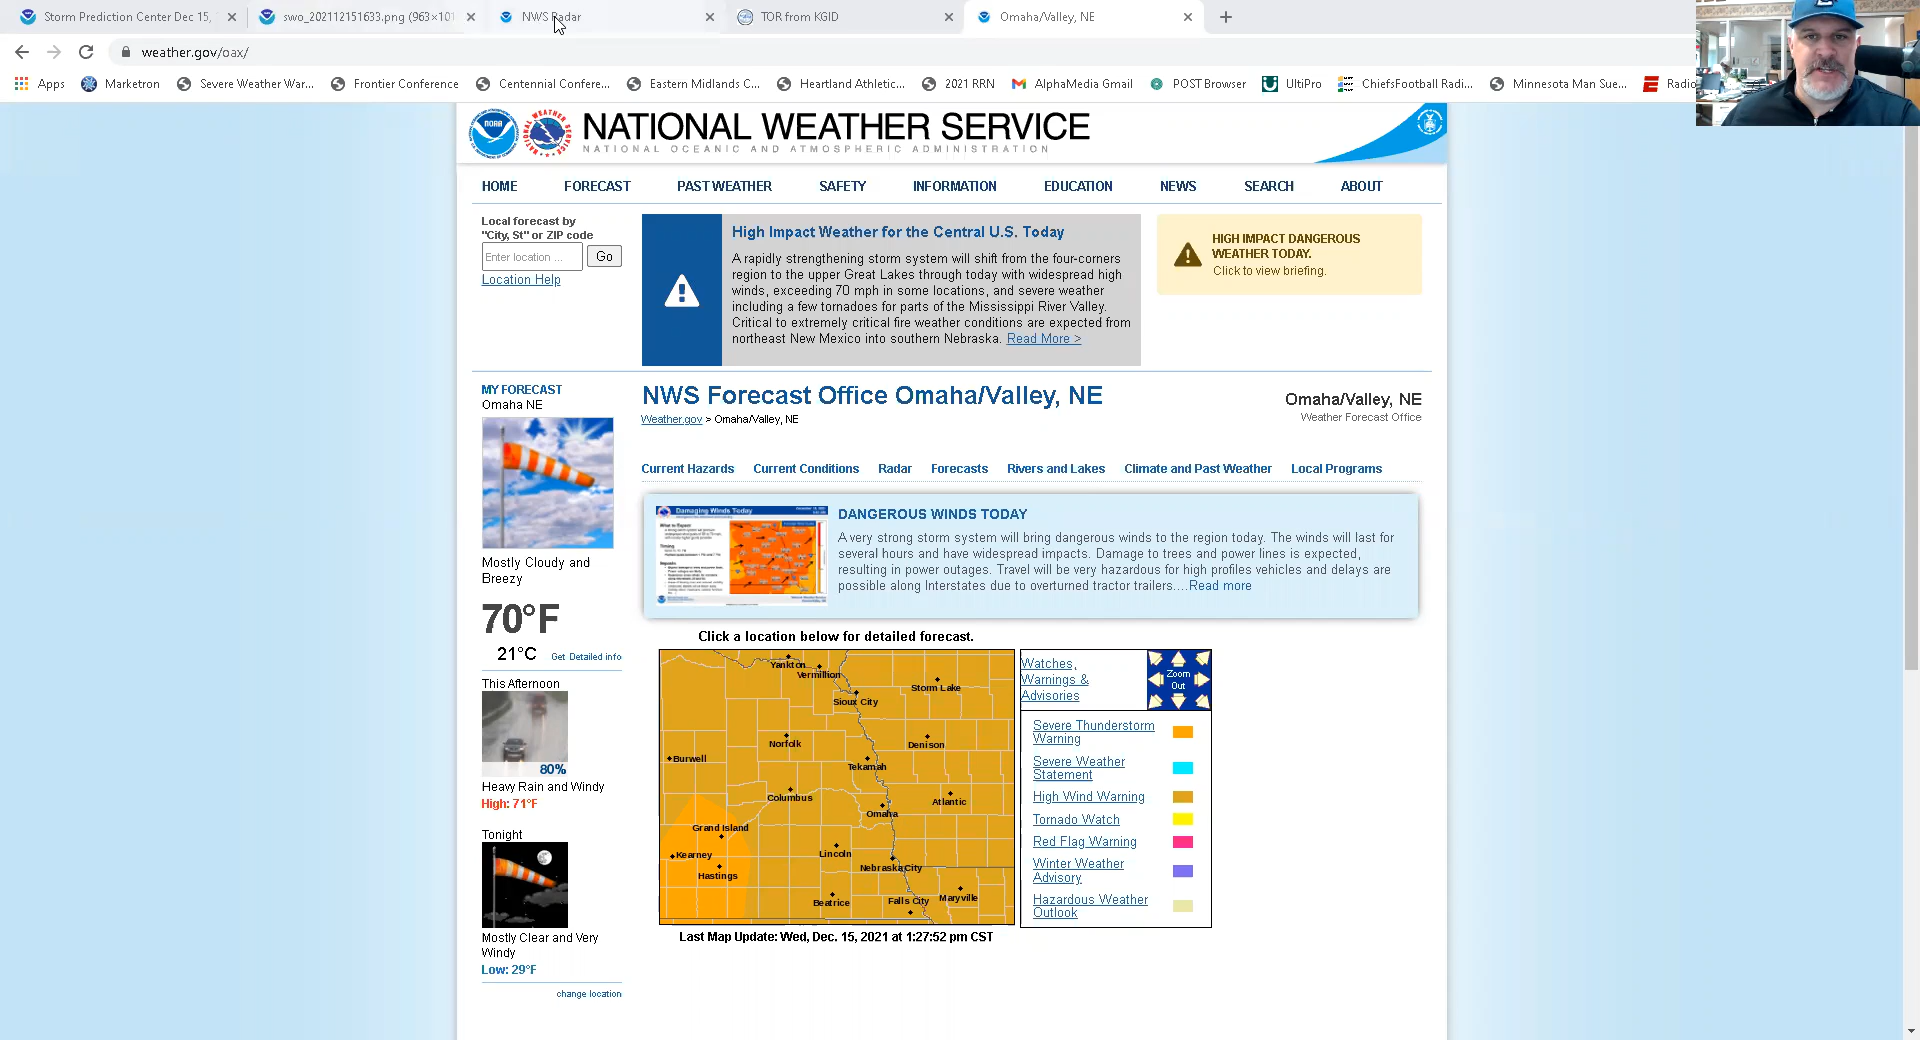 Storm Prediction Center Dec 15,
swo_202112151633.png (963×101
NWS Radar
TOR from KGID
Omaha/Valley, NE
weather.gov/oax/
Apps
Marketron
Severe Weather War...
Frontier Conference
Centennial Confere...
Eastern Midlands C...
Heartland Athletic...
2021 RRN
AlphaMedia Gmail
POST Browser
UltiPro
ChiefsFootball Radi...
Minnesota Man Sue...
Radio
NOAA
NATIONAL WEATHER SERVICE
NATIONAL OCEANIC AND ATMOSPHERIC ADMINISTRATION
HOME
FORECAST
PAST WEATHER
SAFETY
INFORMATION
EDUCATION
NEWS
SEARCH
ABOUT
Local forecast by
"City, St" or ZIP code
Enter location ...
Go
Location Help
High Impact Weather for the Central U.S. Today
A rapidly strengthening storm system will shift from the four-corners
region to the upper Great Lakes through today with widespread high
winds, exceeding 70 mph in some locations, and severe weather
including a few tornadoes for parts of the Mississippi River Valley.
Critical to extremely critical fire weather conditions are expected from
northeast New Mexico into southern Nebraska. Read More >
HIGH IMPACT DANGEROUS
WEATHER TODAY.
Click to view briefing.
MY FORECAST
Omaha NE
Mostly Cloudy and
Breezy
70°F
21°C
Get Detailed info
This Afternoon
80%
Heavy Rain and Windy
High: 71°F
Tonight
Mostly Clear and Very
Windy
Low: 29°F
change location
NWS Forecast Office Omaha/Valley, NE
Weather.gov > Omaha/Valley, NE
Omaha/Valley, NE
Weather Forecast Office
Current Hazards
Current Conditions
Radar
Forecasts
Rivers and Lakes
Climate and Past Weather
Local Programs
Damaging Winds Today
DANGEROUS WINDS TODAY
A very strong storm system will bring dangerous winds to the region today. The winds will last for
several hours and have widespread impacts. Damage to trees and power lines is expected,
resulting in power outages. Travel will be very hazardous for high profiles vehicles and delays are
possible along Interstates due to overturned tractor trailers....Read more
Click a location below for detailed forecast.
Yankton
Vermillion
Storm Lake
Sioux City
Norfolk
Denison
Burwell
Tekamah
Columbus
Atlantic
Omaha
Grand Island
Kearney
Lincoln
Nebraska City
Hastings
Beatrice
Falls City
Maryville
Last Map Update: Wed, Dec. 15, 2021 at 1:27:52 pm CST
Watches,
Warnings &
Advisories
Zoom
Out
Severe Thunderstorm
Warning
Severe Weather
Statement
High Wind Warning
Tornado Watch
Red Flag Warning
Winter Weather
Advisory
Hazardous Weather
Outlook